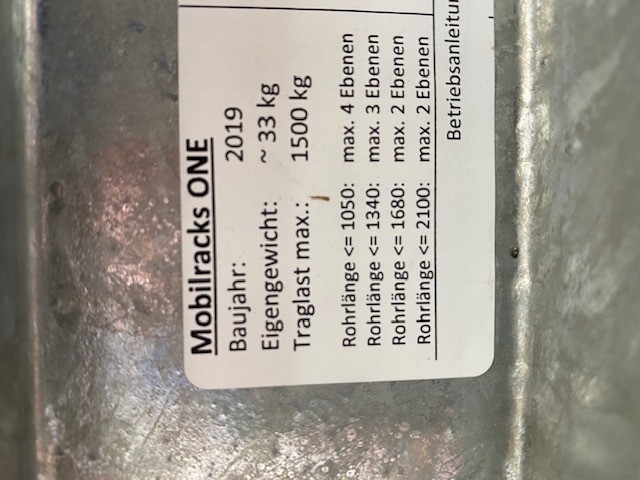 Mobilracks ONE
Baujahr: 2019
Eigengewicht: ~ 33 kg
Traglast max.: 1500 kg
Rohrlänge <= 1050: max. 4 Ebenen
Rohrlänge <= 1340: max. 3 Ebenen
Rohrlänge <= 1680: max. 2 Ebenen
Rohrlänge <= 2100: max. 2 Ebenen